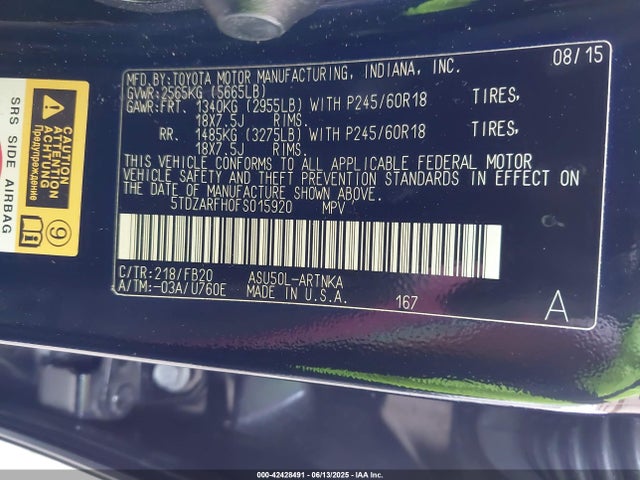 08/15
MFD.BY:TOYOTA MOTOR MANUFACTURING, INDIANA, INC.
GVWR:2565KG (5665LB)
GAWR:FRT. 1340KG (2955LB) WITH P245/60R18 TIRES,
18X7.5J RIMS.
RR. 1485KG (3275LB) WITH P245/60R18 TIRES,
18X7.5J RIMS.
THIS VEHICLE CONFORMS TO ALL APPLICABLE FEDERAL MOTOR
VEHICLE SAFETY AND THEFT PREVENTION STANDARDS IN EFFECT ON
THE DATE OF MANUFACTURE SHOWN ABOVE.
5TDZARFH0FS015920 MPV
C/TR:218/FB20 ASU50L-ARTNKA
A/TM:-03A/U760E MADE IN U.S.A. 167 A
SRS SIDE AIRBAG
CAUTION
ATTENTION
ACHTUNG
Предупреждение
9
000-42428491 - 06/13/2025 - IAA Inc.